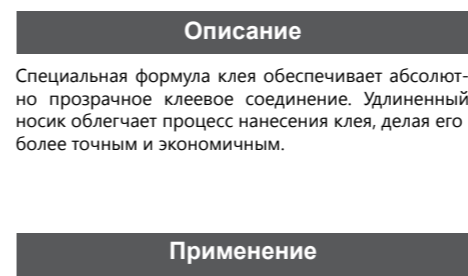 Описание
Специальная формула клея обеспечивает абсолют-
но прозрачное клеевое соединение. Удлиненный
носик облегчает процесс нанесения клея, делая его
более точным и экономичным.
Применение